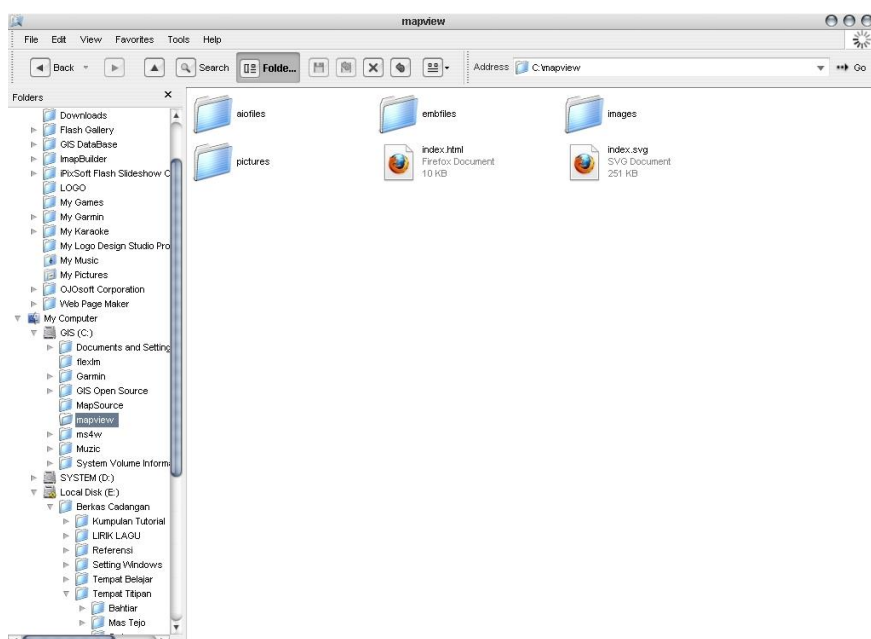 mapview
File Edit View Favorites Tools Help
Back Search Folde... Address C:\mapview Go
Folders
Downloads
Flash Gallery
GIS DataBase
ImapBuilder
iPixSoft Flash Slideshow C
LOGO
My Games
My Garmin
My Karaoke
My Logo Design Studio Pro
My Music
My Pictures
OJOsoft Corporation
Web Page Maker
My Computer
GIS (C:)
Documents and Setting
flexlm
Garmin
GIS Open Source
MapSource
mapview
ms4w
Muzic
System Volume Informa
SYSTEM (D:)
Local Disk (E:)
Berkas Cadangan
Kumpulan Tutorial
LIRIK LAGU
Referensi
Setting Windows
Tempat Belajar
Tempat Titipan
Bahtiar
Mas Tejo
aiofiles
embfiles
images
pictures
index.html
Firefox Document
10 KB
index.svg
SVG Document
251 KB